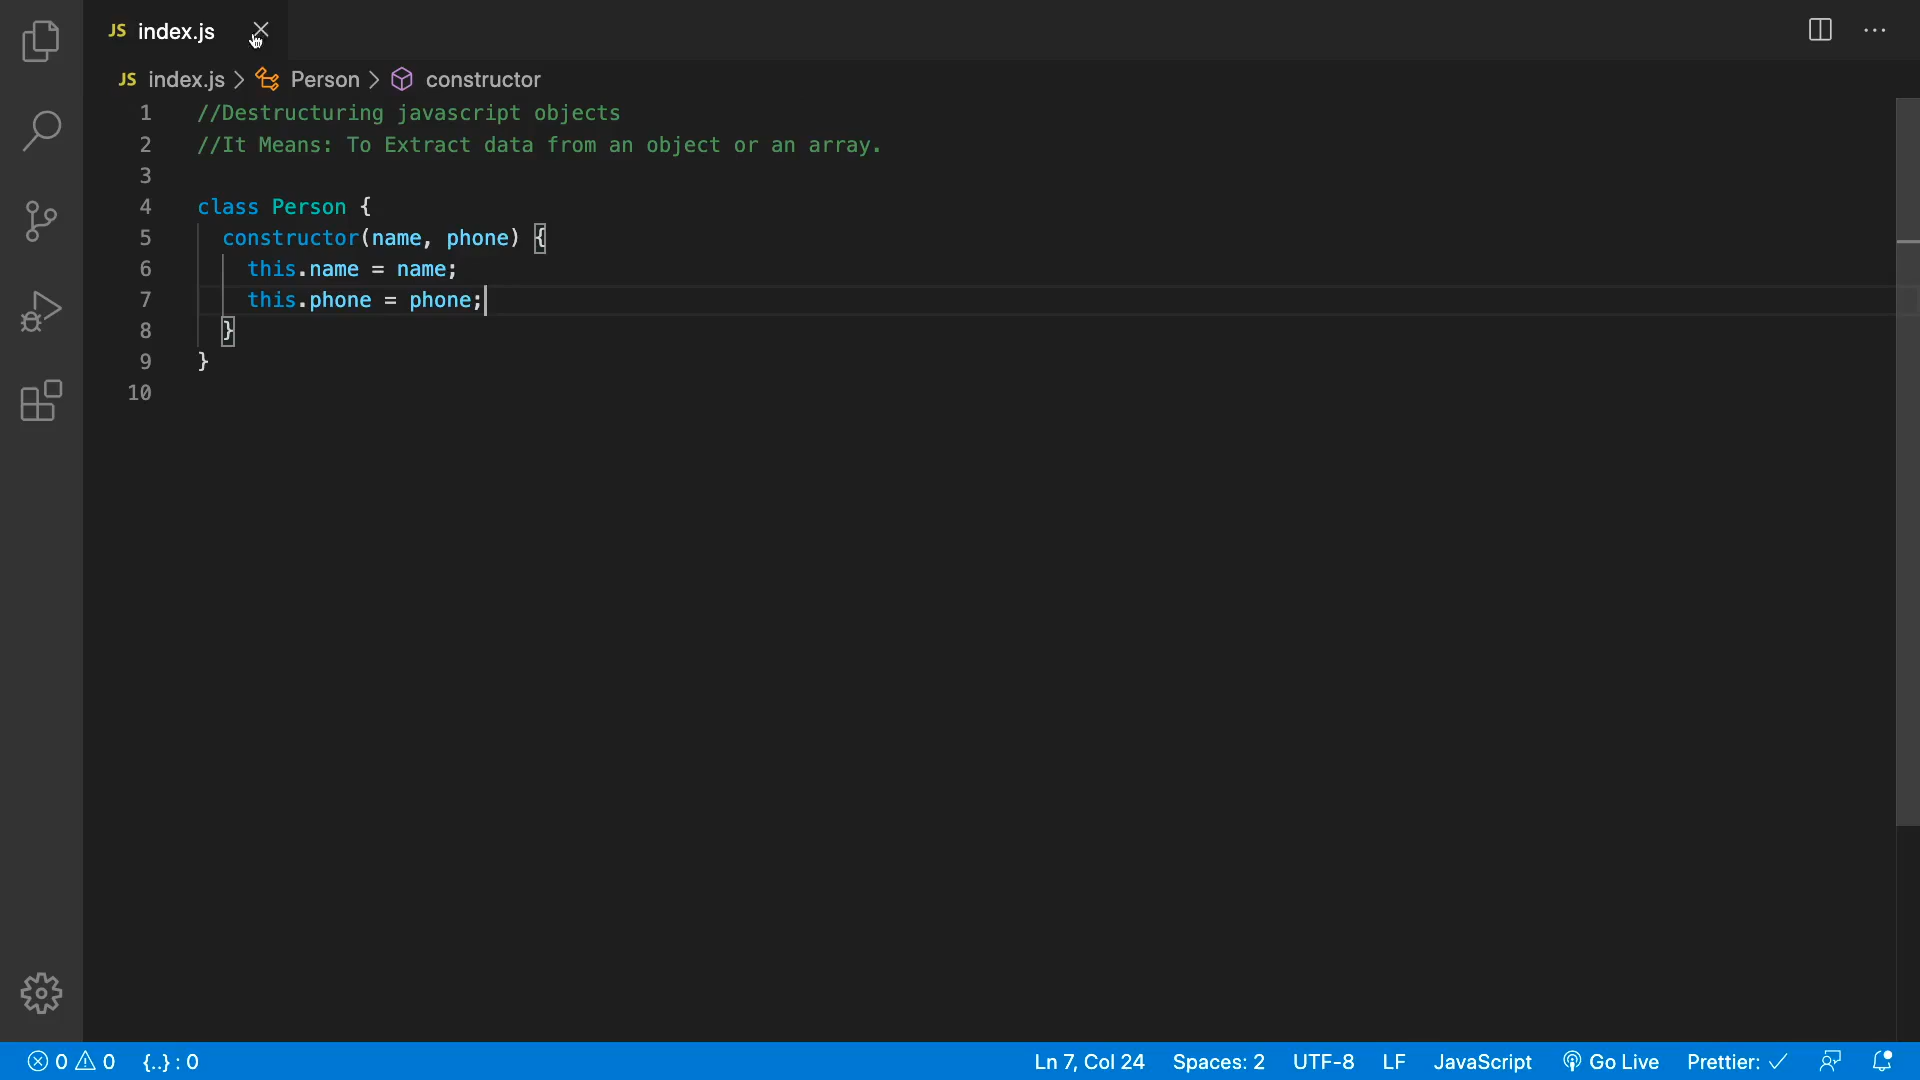 JS index.js
JS index.js > Person > constructor
1 //Destructuring javascript objects
2 //It Means: To Extract data from an object or an array.
3
4 class Person {
5 constructor(name, phone) {
6 this.name = name;
7 this.phone = phone;
8 }
9 }
10
0 0 {..} : 0 Ln 7, Col 24 Spaces: 2 UTF-8 LF JavaScript Go Live Prettier: ✓